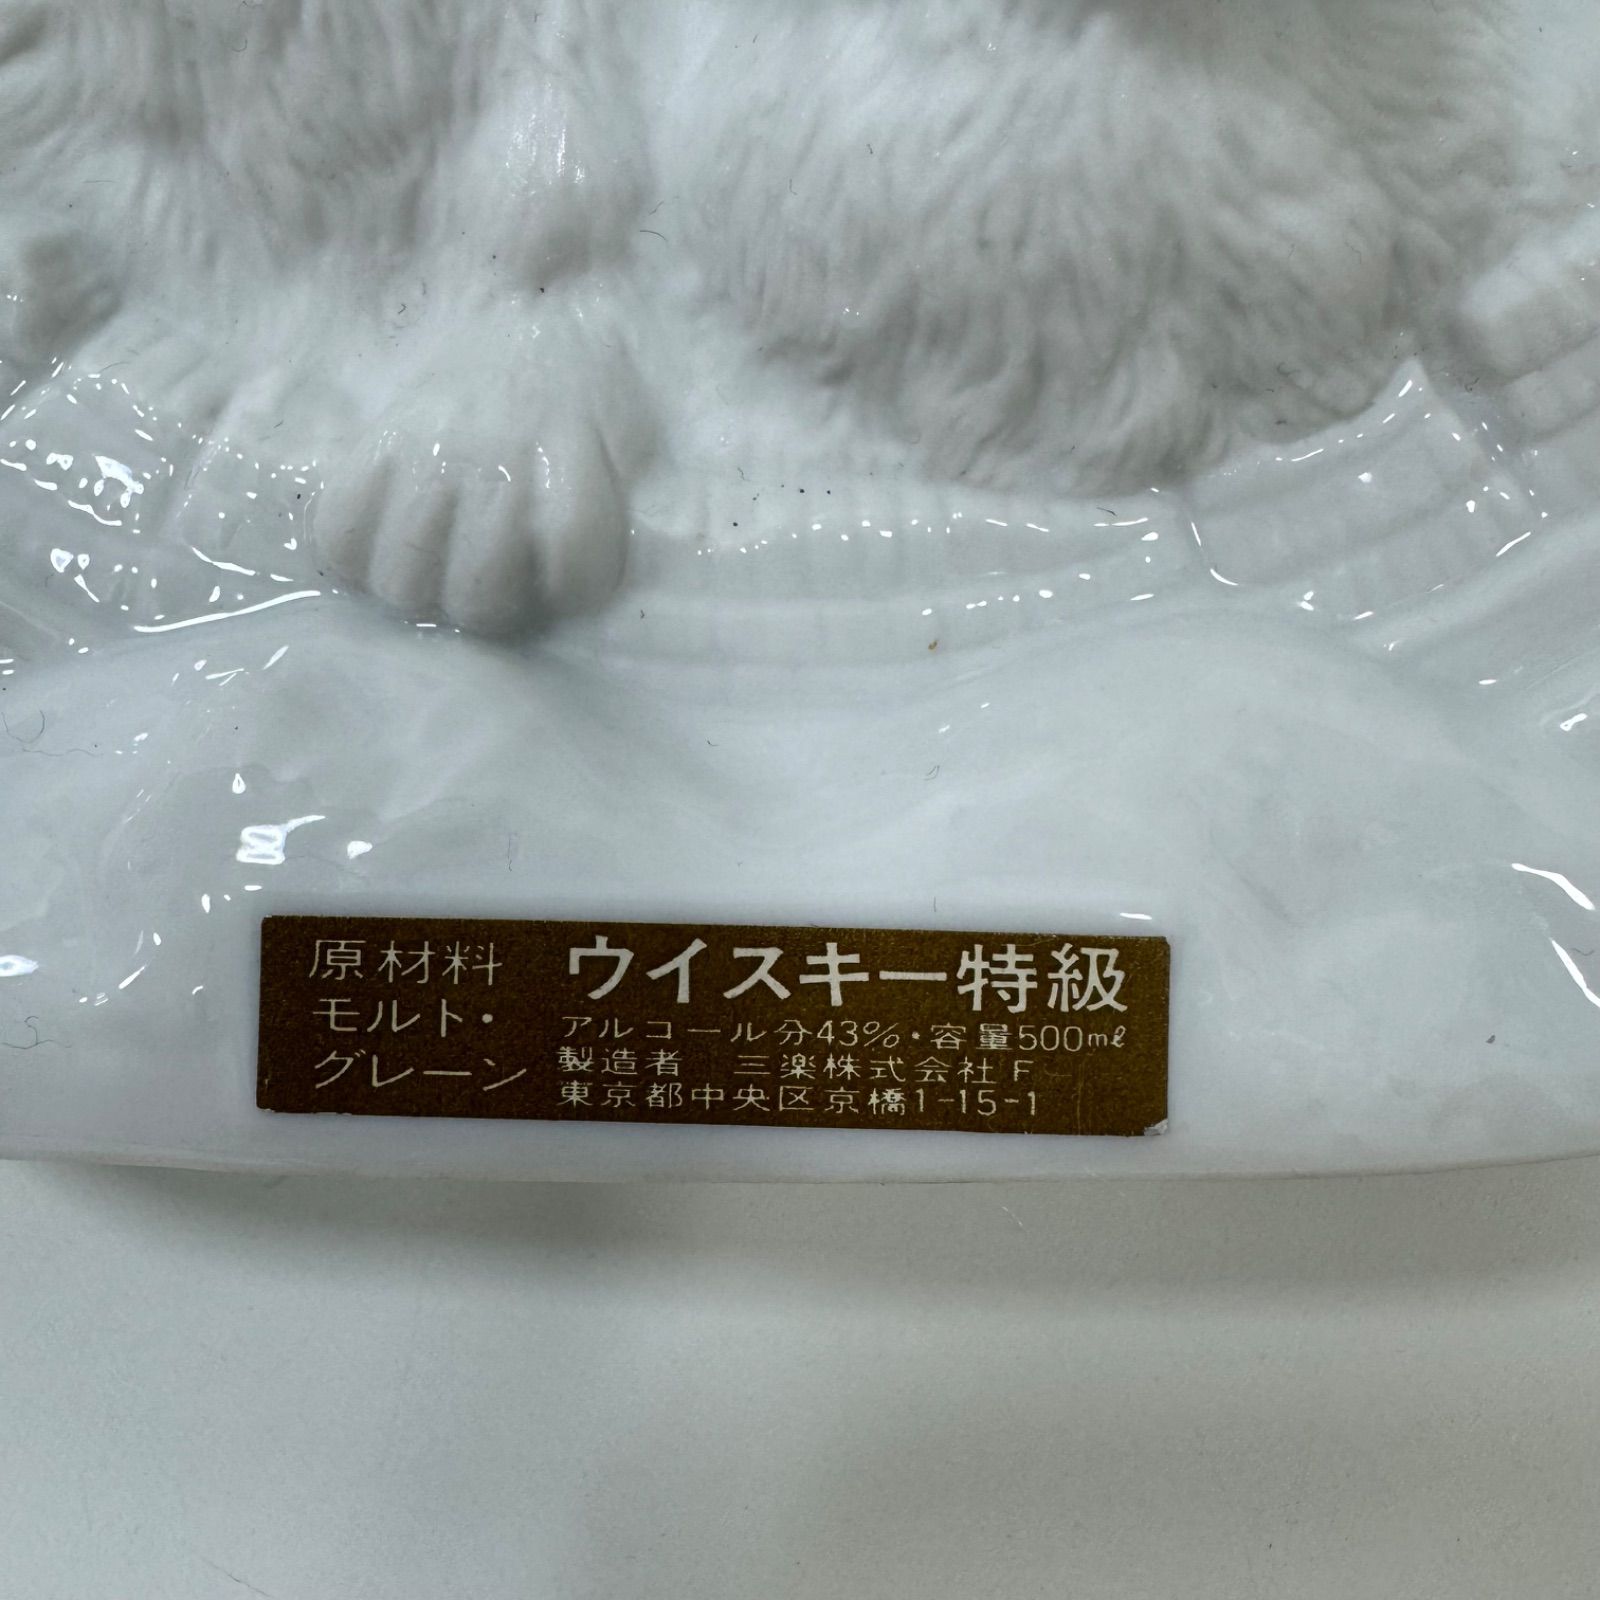 原材料
モルト・
グレーン
ウイスキー特級
アルコール分43%・容量500mℓ
製造者 三楽株式会社F
東京都中央区京橋1-15-1